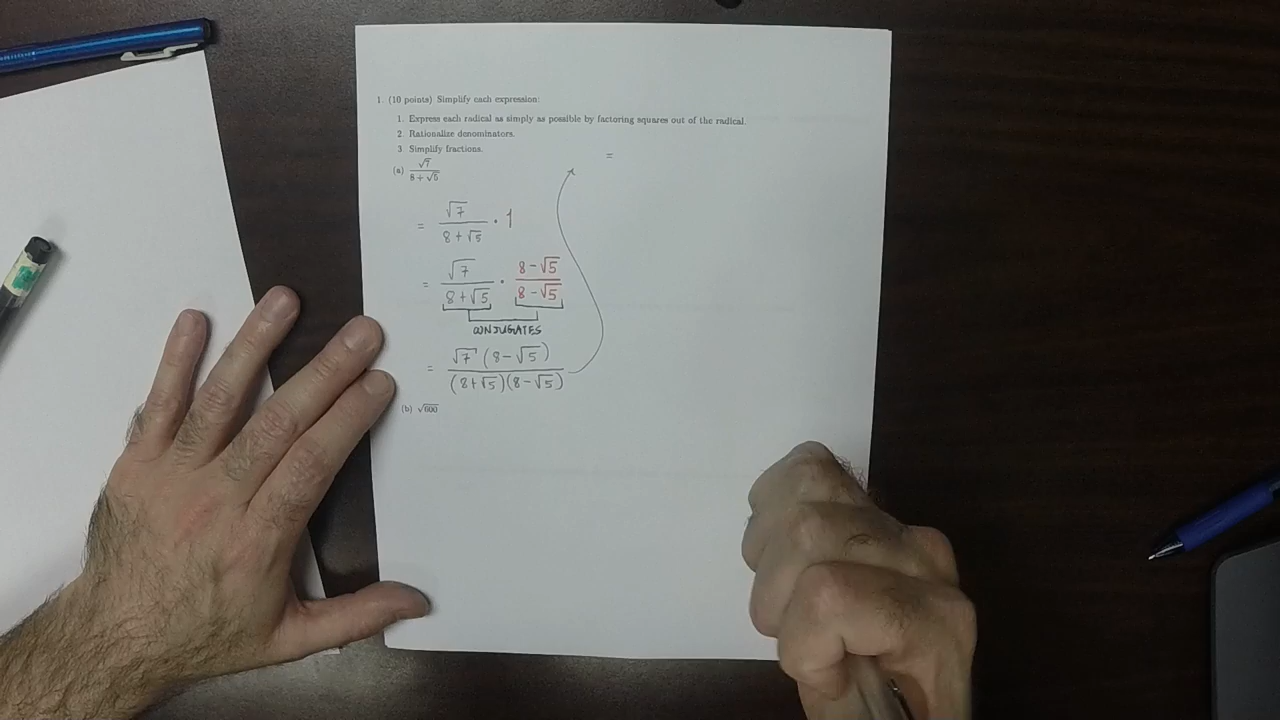 1. (10 points) Simplify each expression:
1. Express each radical as simply as possible by factoring squares out of the radical.
2. Rationalize denominators.
3 Simplify fractions.
(a) √7 / 8 + √5
= √7 / 8 + √5 · 1
= √7 / 8 + √5 · 8 − √5 / 8 − √5
CONJUGATES
= √7 (8 − √5) / (8 + √5)(8 − √5)
(b) √600
=